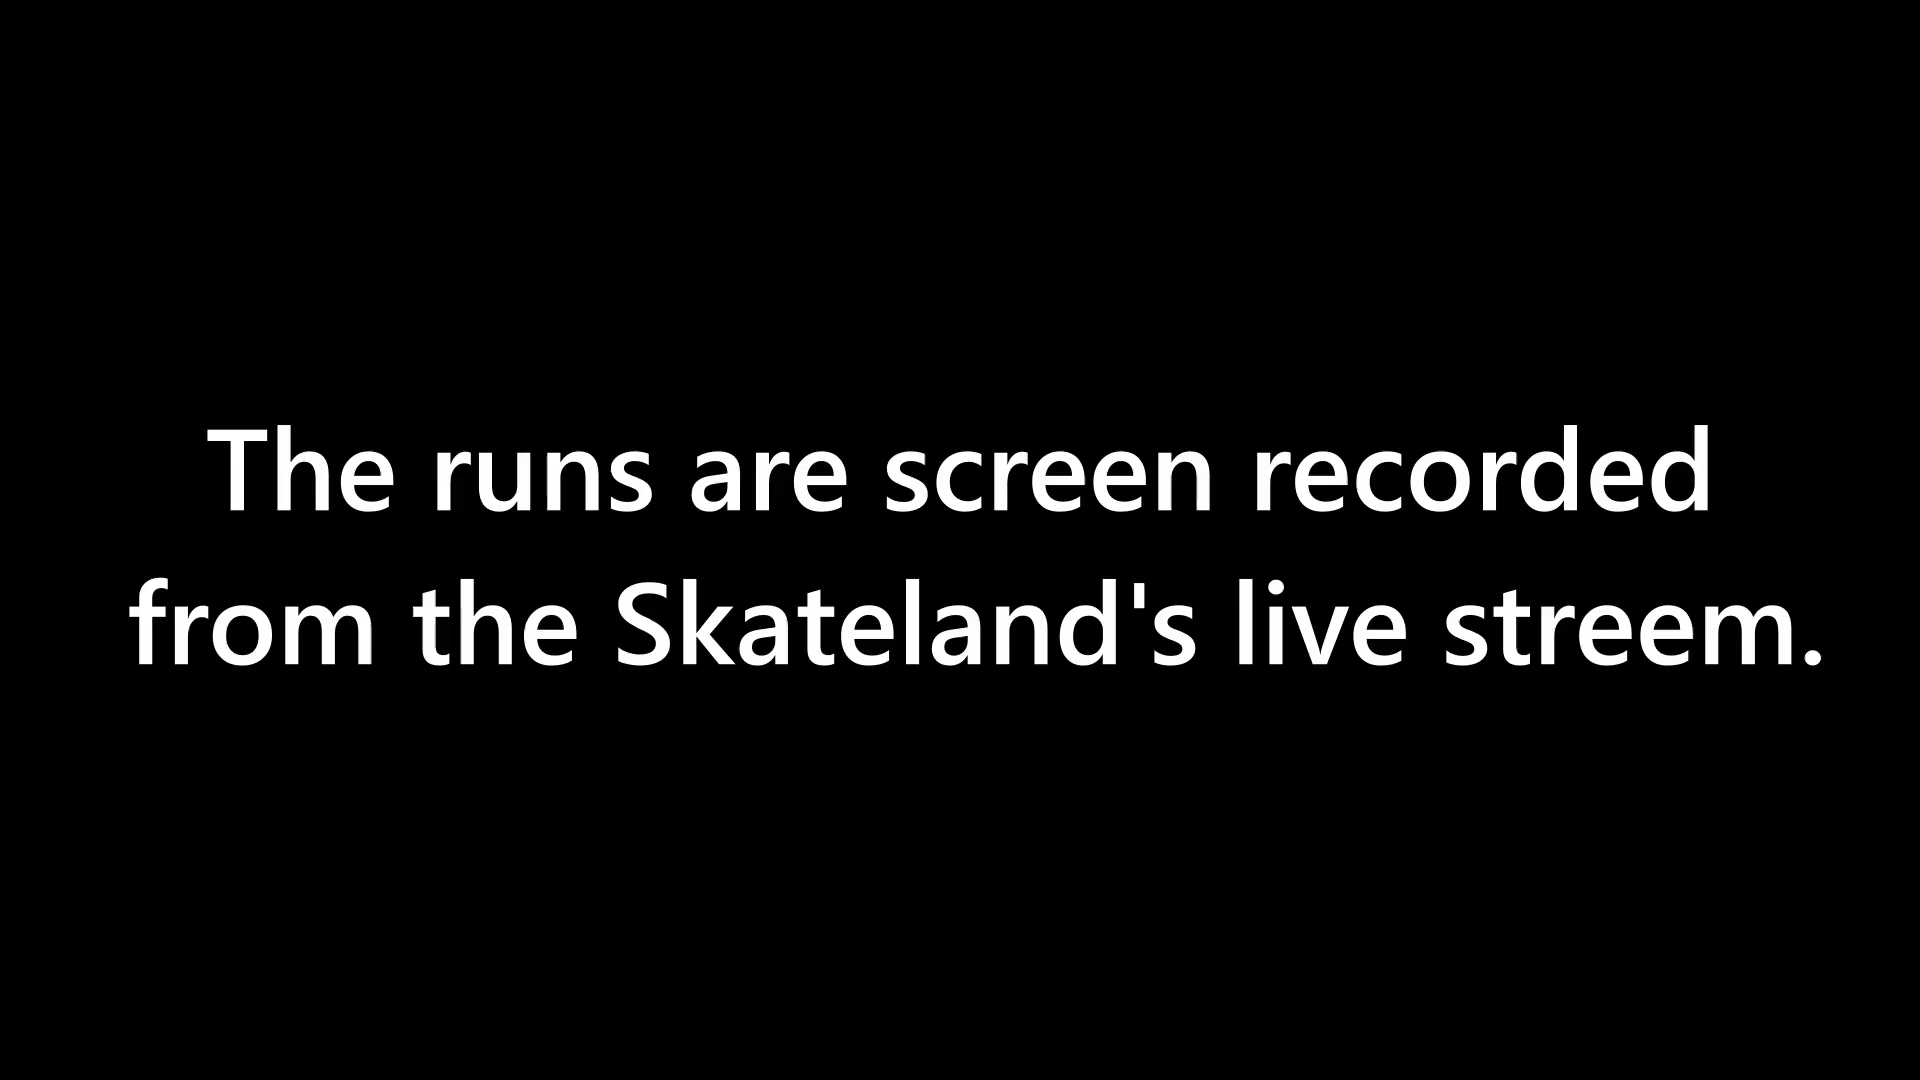 The runs are screen recorded
from the Skateland's live streem.